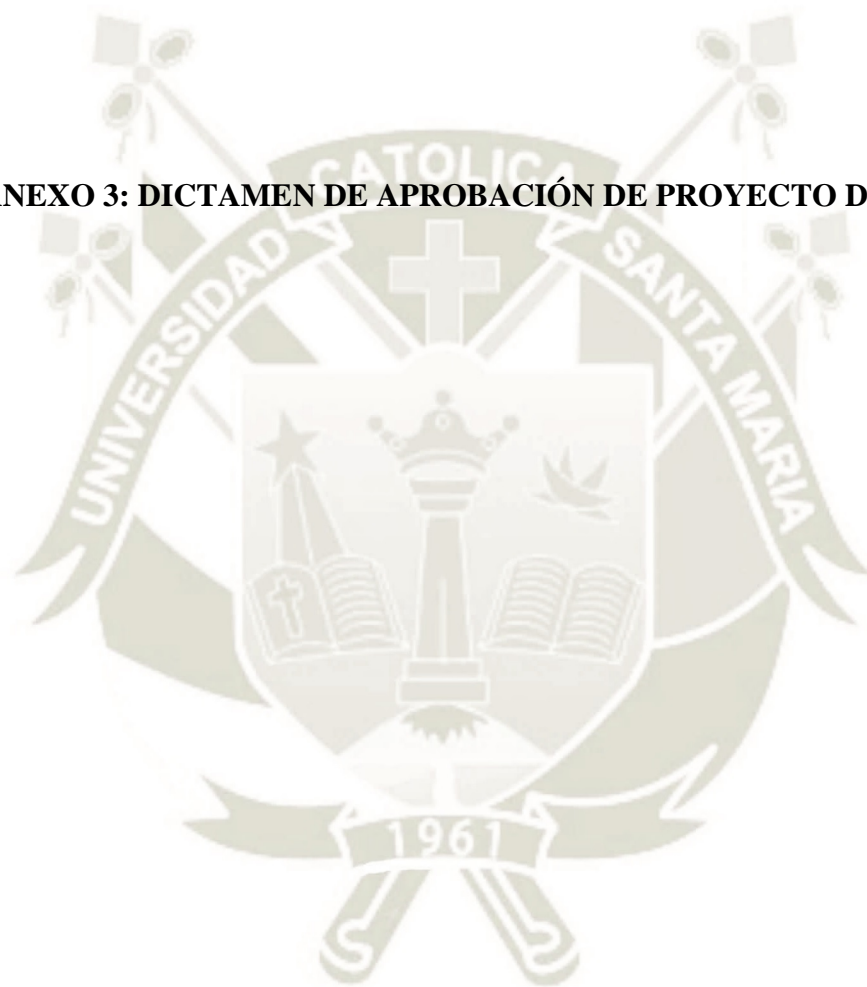 NEXO 3: DICTAMEN DE APROBACIÓN DE PROYECTO D
UNIVERSIDAD
CATOLICA
SANTA MARIA
1961